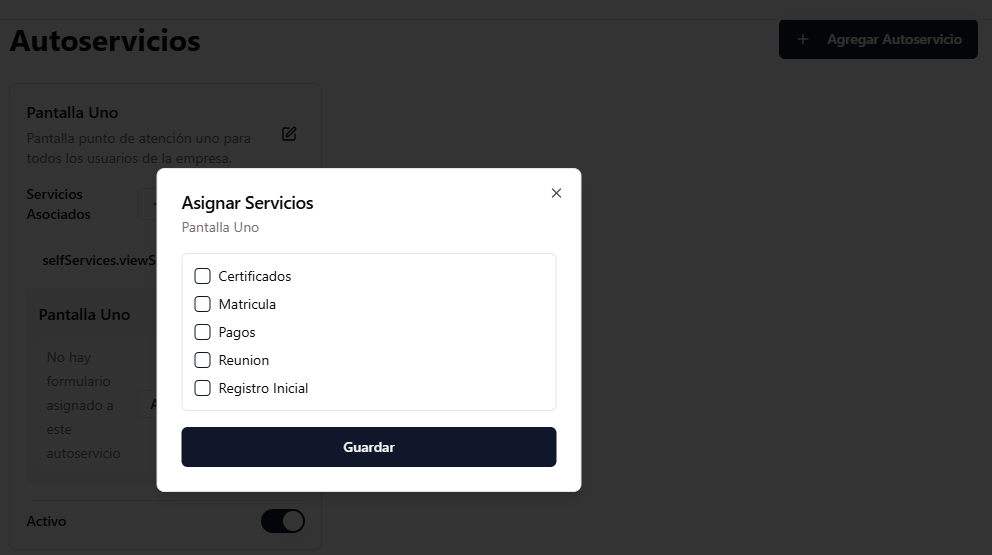 Autoservicios
Agregar Autoservicio
Pantalla Uno
Pantalla punto de atención uno para
todos los usuarios de la empresa.
Servicios
Asociados
Asignar Servicios
Pantalla Uno
Certificados
Matricula
Pagos
Reunion
Registro Inicial
Guardar
selfServices.viewS
Pantalla Uno
No hay
formulario
asignado a
este
autoservicio
A
Activo